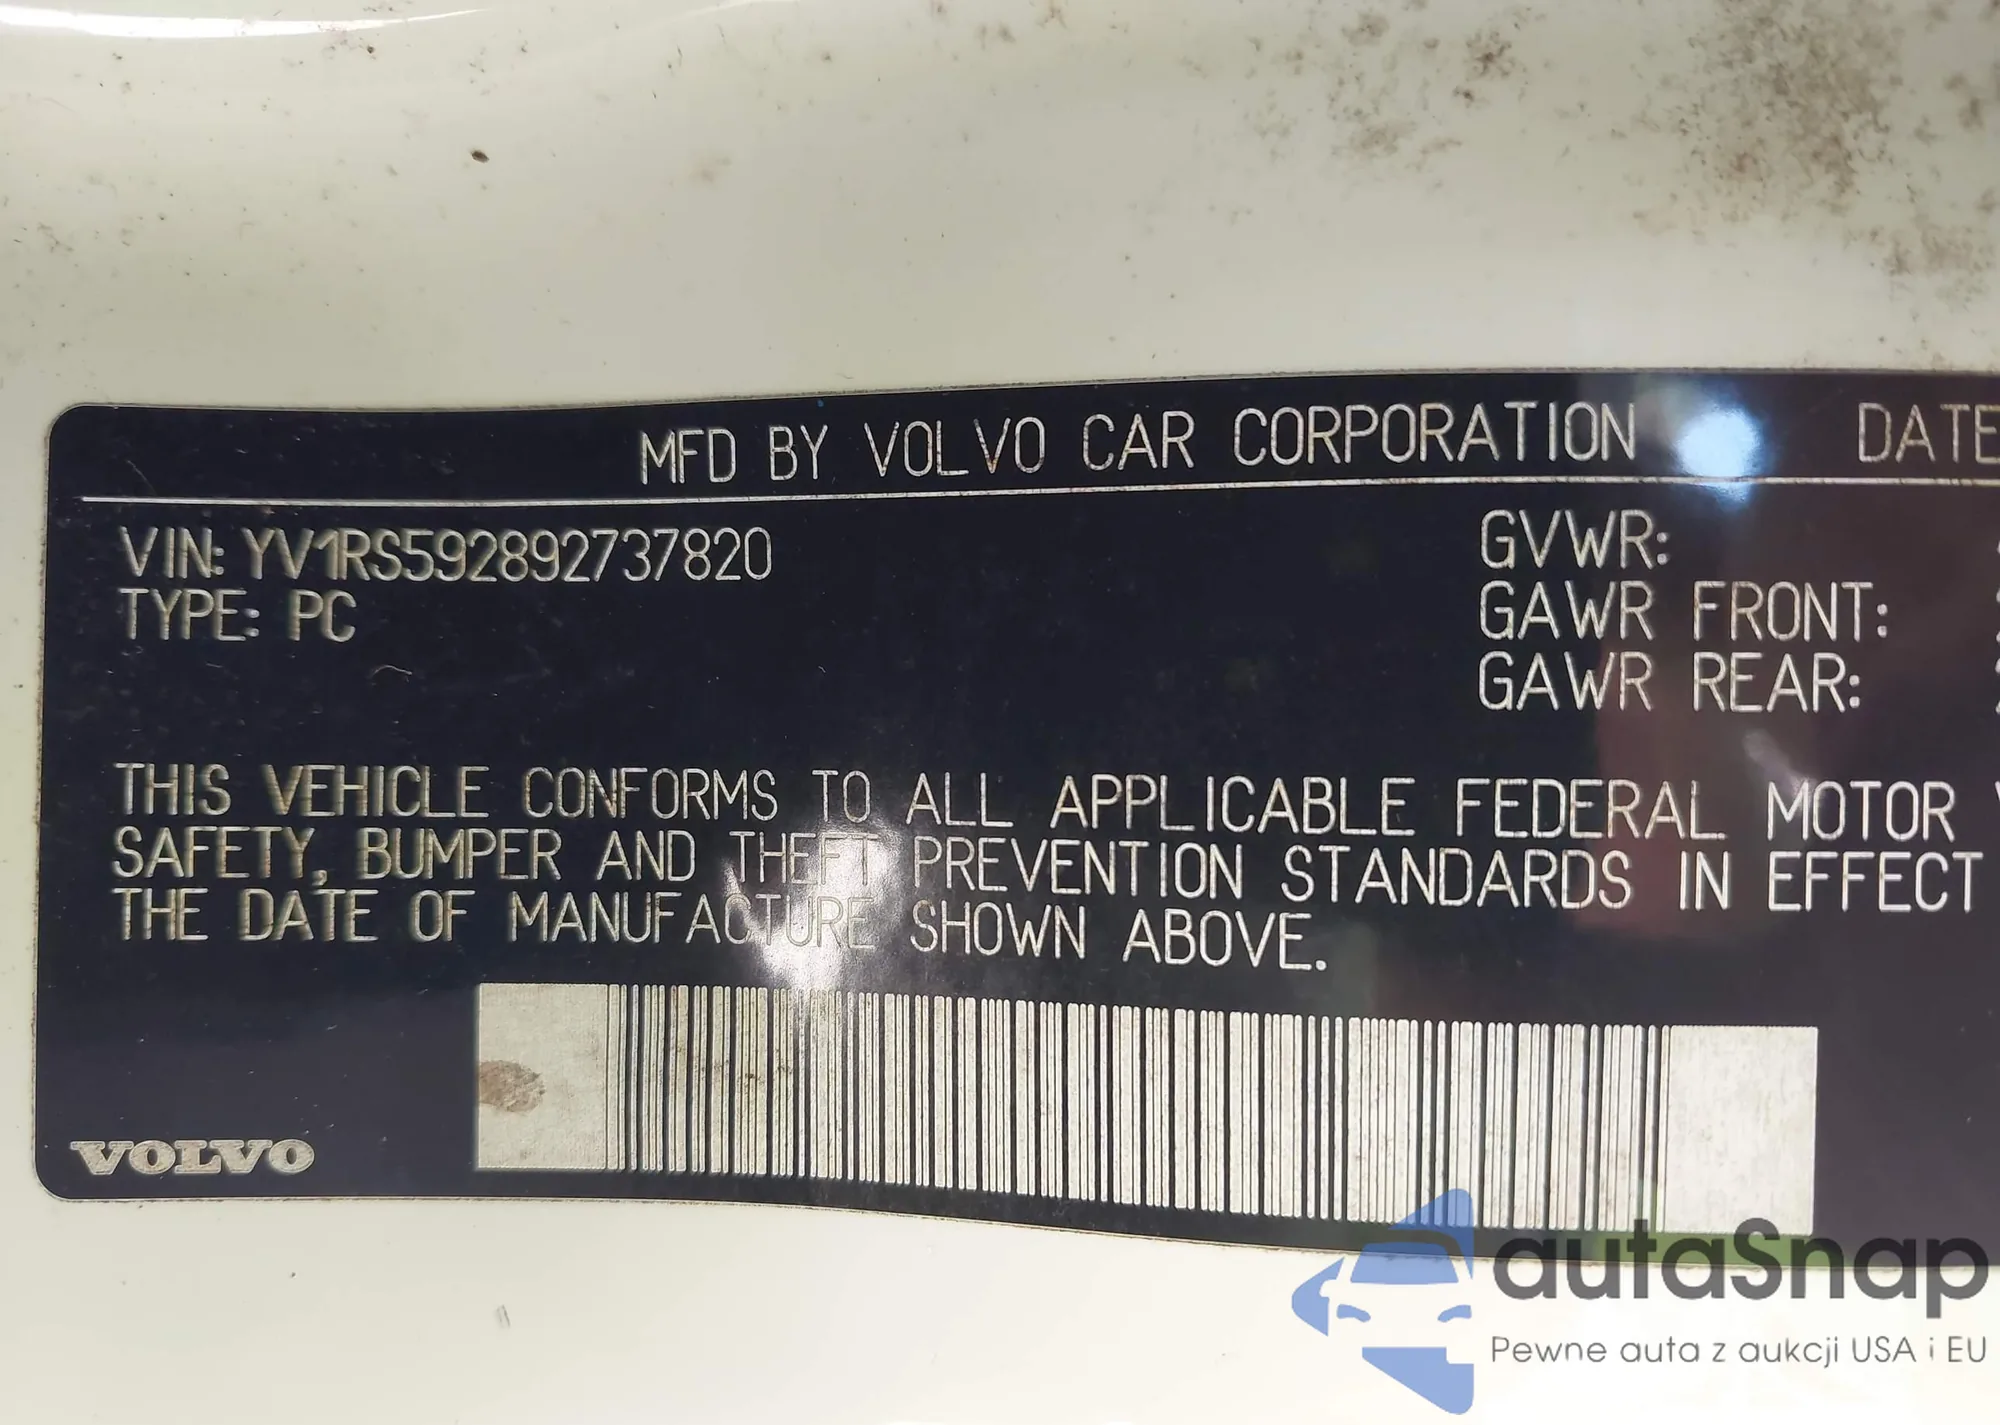 MFD BY VOLVO CAR CORPORATION DATE
VIN: YV1RS592892737820
TYPE: PC
GVWR:
GAWR FRONT:
GAWR REAR:
THIS VEHICLE CONFORMS TO ALL APPLICABLE FEDERAL MOTOR
SAFETY, BUMPER AND THEFT PREVENTION STANDARDS IN EFFECT
THE DATE OF MANUFACTURE SHOWN ABOVE.
VOLVO
autaSnap
Pewne auta z aukcji USA i EU